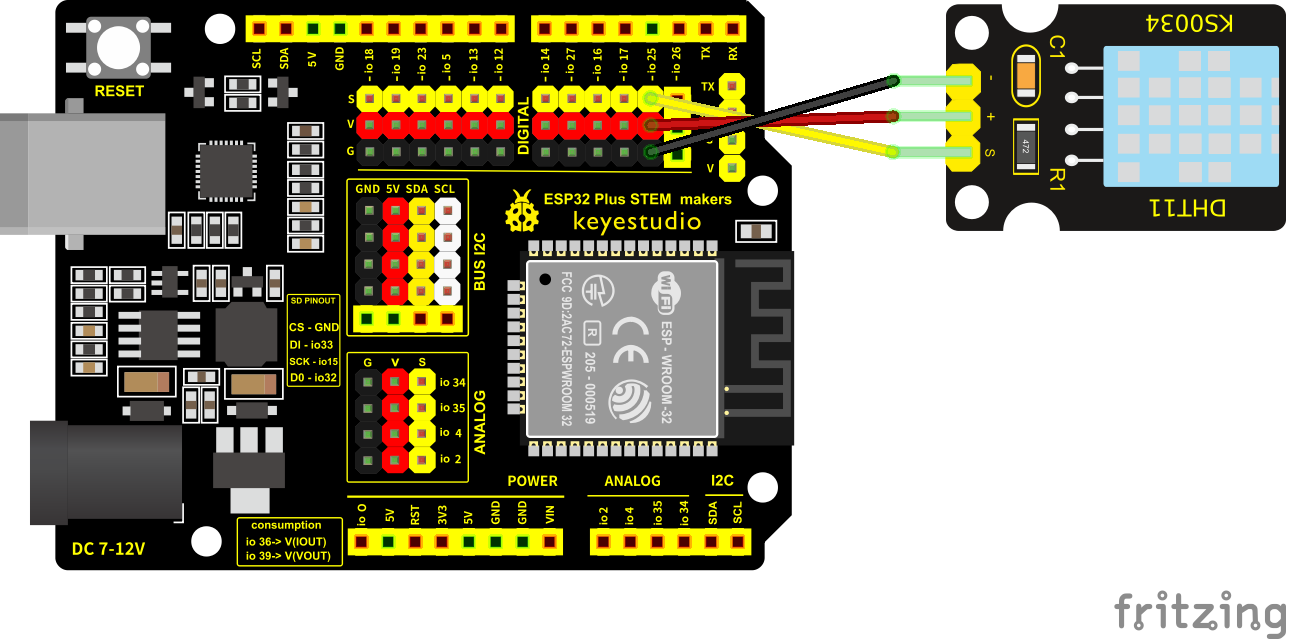 KS0034
SCL SDA 5V GND ~io 18 ~io 19 ~io 23 ~io 5 ~io 13 ~io 12 ~io 14 ~io 27 ~io 16 ~io 17 ~io 25 ~io 26 TX RX
C1
RESET
TX
-
S
V
G
DIGITAL
+
S
472
V
R1
DHT11
GND 5V SDA SCL
BUS I2C
ESP32 Plus STEM makers
keyestudio
SD PINOUT
CS - GND
DI - io33
SCK - io15
D0 - io32
WiFi
ESP - WROOM -32
CE
R
205 - 000519
FCC 9D:2AC72-ESPWROOM 32
G V S
io 34
io 35
io 4
io 2
ANALOG
POWER ANALOG I2C
io 0 5V RST 3V3 5V GND GND VIN io 2 io 4 io 35 io 34 SDA SCL
consumption
io 36-> V(IOUT)
io 39-> V(VOUT)
DC 7-12V
fritzing